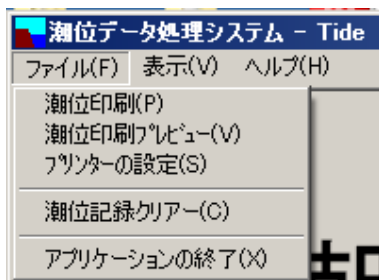 潮位データ処理システム - Tide
ファイル(F) 表示(V) ヘルプ(H)
潮位印刷(P)
潮位印刷ﾌﾟﾚﾋﾞｭｰ(V)
ﾌﾟﾘﾝﾀｰの設定(S)
潮位記録ｸﾘｱｰ(C)
アプリケーションの終了(X)